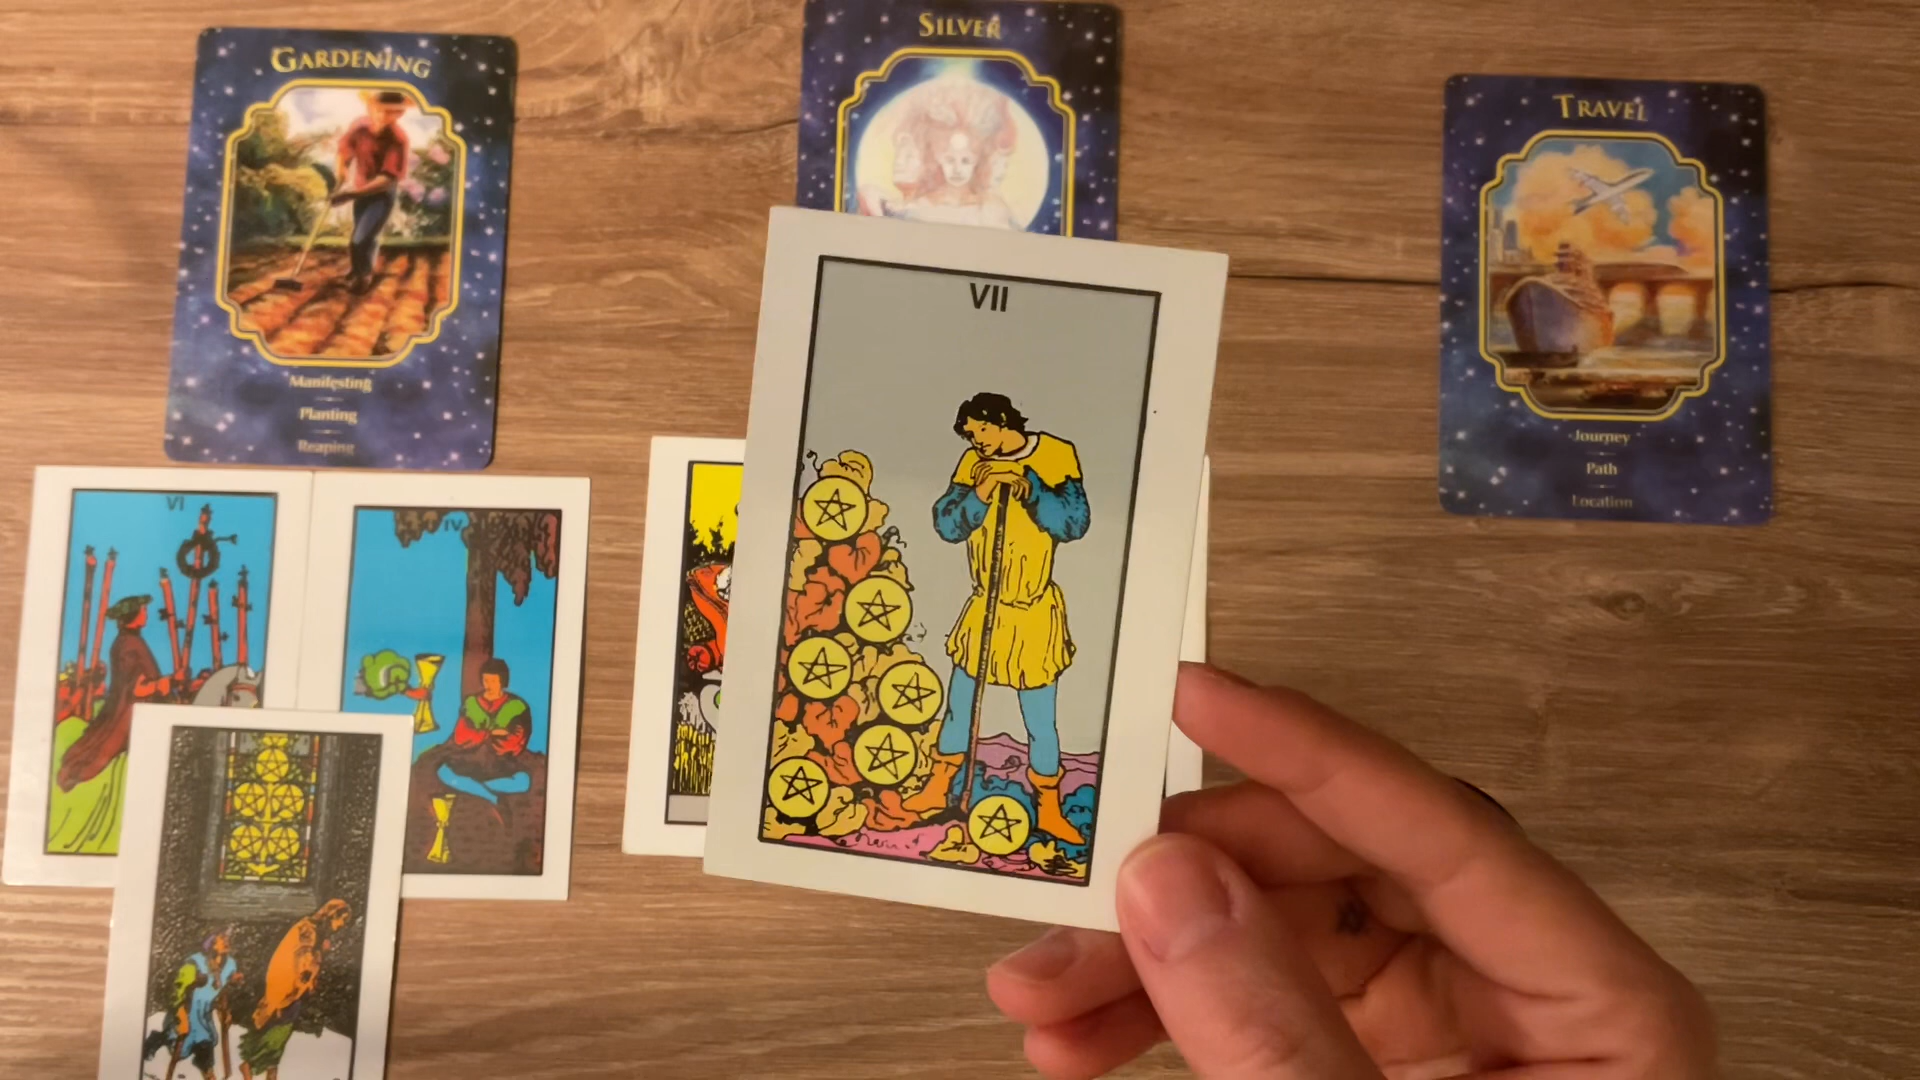 GARDENING
Manifesting
Planting
Reaping
SILVER
TRAVEL
Journey
Path
Location
VII
VI
IV